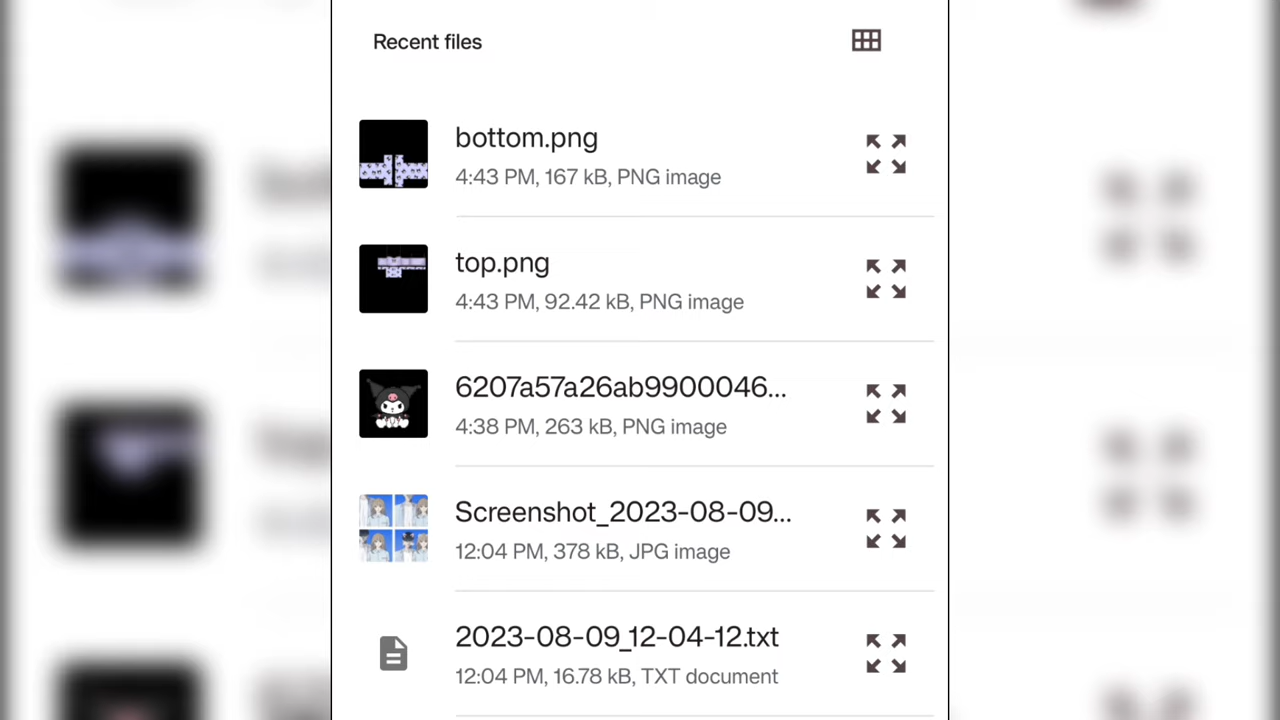 Recent files
bottom.png
4:43 PM, 167 kB, PNG image
top.png
4:43 PM, 92.42 kB, PNG image
6207a57a26ab9900046...
4:38 PM, 263 kB, PNG image
Screenshot_2023-08-09...
12:04 PM, 378 kB, JPG image
2023-08-09_12-04-12.txt
12:04 PM, 16.78 kB, TXT document